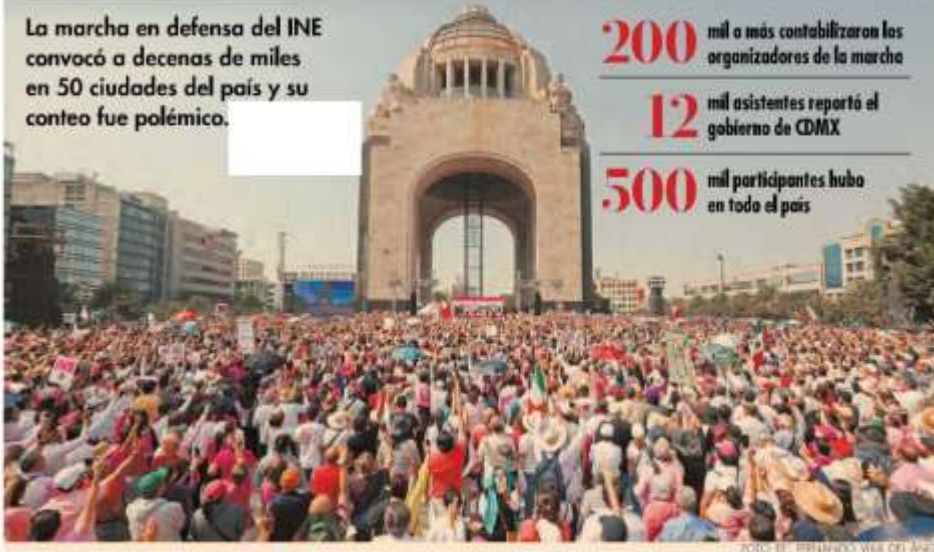 La marcha en defensa del INE
convocó a decenas de miles
en 50 ciudades del país y su
conteo fue polémico.
200 mil o más contabilizaron los
organizadores de la marcha
12 mil asistentes reportó el
gobierno de CDMX
500 mil participantes hubo
en todo el país